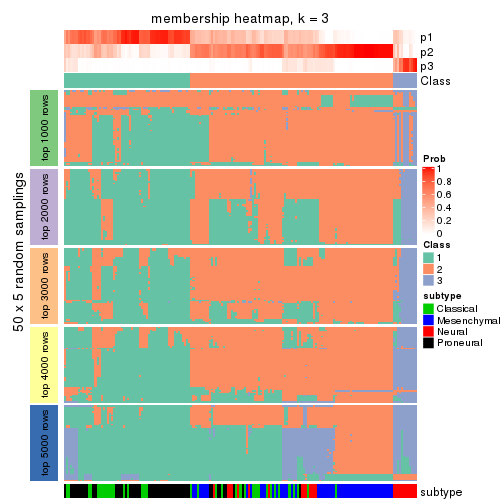 membership heatmap, k = 3
p1
p2
p3
Class
50 x 5 random samplings
top 1000 rows
top 2000 rows
top 3000 rows
top 4000 rows
top 5000 rows
Prob
1
0.8
0.6
0.4
0.2
0
Class
1
2
3
subtype
Classical
Mesenchymal
Neural
Proneural
subtype